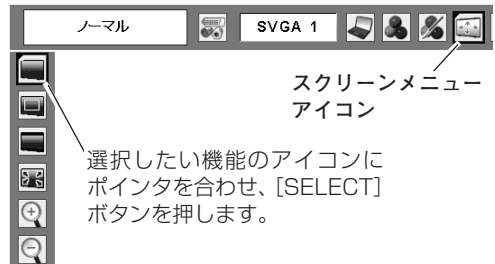 ノーマル
SVGA 1
スクリーンメニュー
アイコン
選択したい機能のアイコンに
ポインタを合わせ、[SELECT]
ボタンを押します。